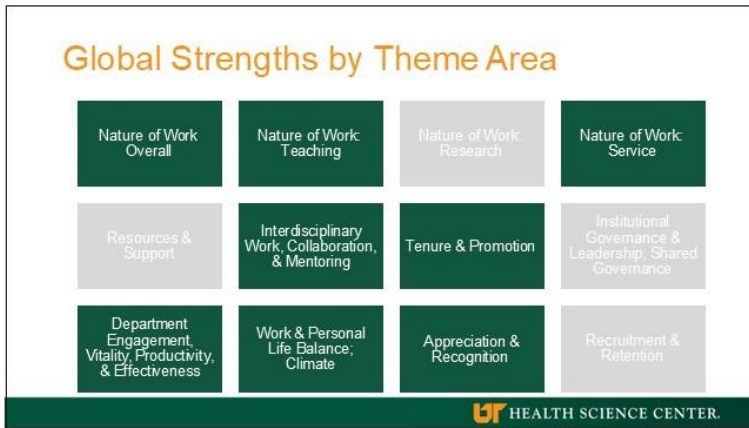 Global Strengths by Theme Area
Nature of Work
Overall
Nature of Work:
Teaching
Nature of Work:
Research
Nature of Work:
Service
Resources &
Support
Interdisciplinary
Work, Collaboration,
& Mentoring
Tenure & Promotion
Institutional
Governance &
Leadership; Shared
Governance
Department
Engagement,
Vitality, Productivity,
& Effectiveness
Work & Personal
Life Balance;
Climate
Appreciation &
Recognition
Recruitment &
Retention
UT HEALTH SCIENCE CENTER.